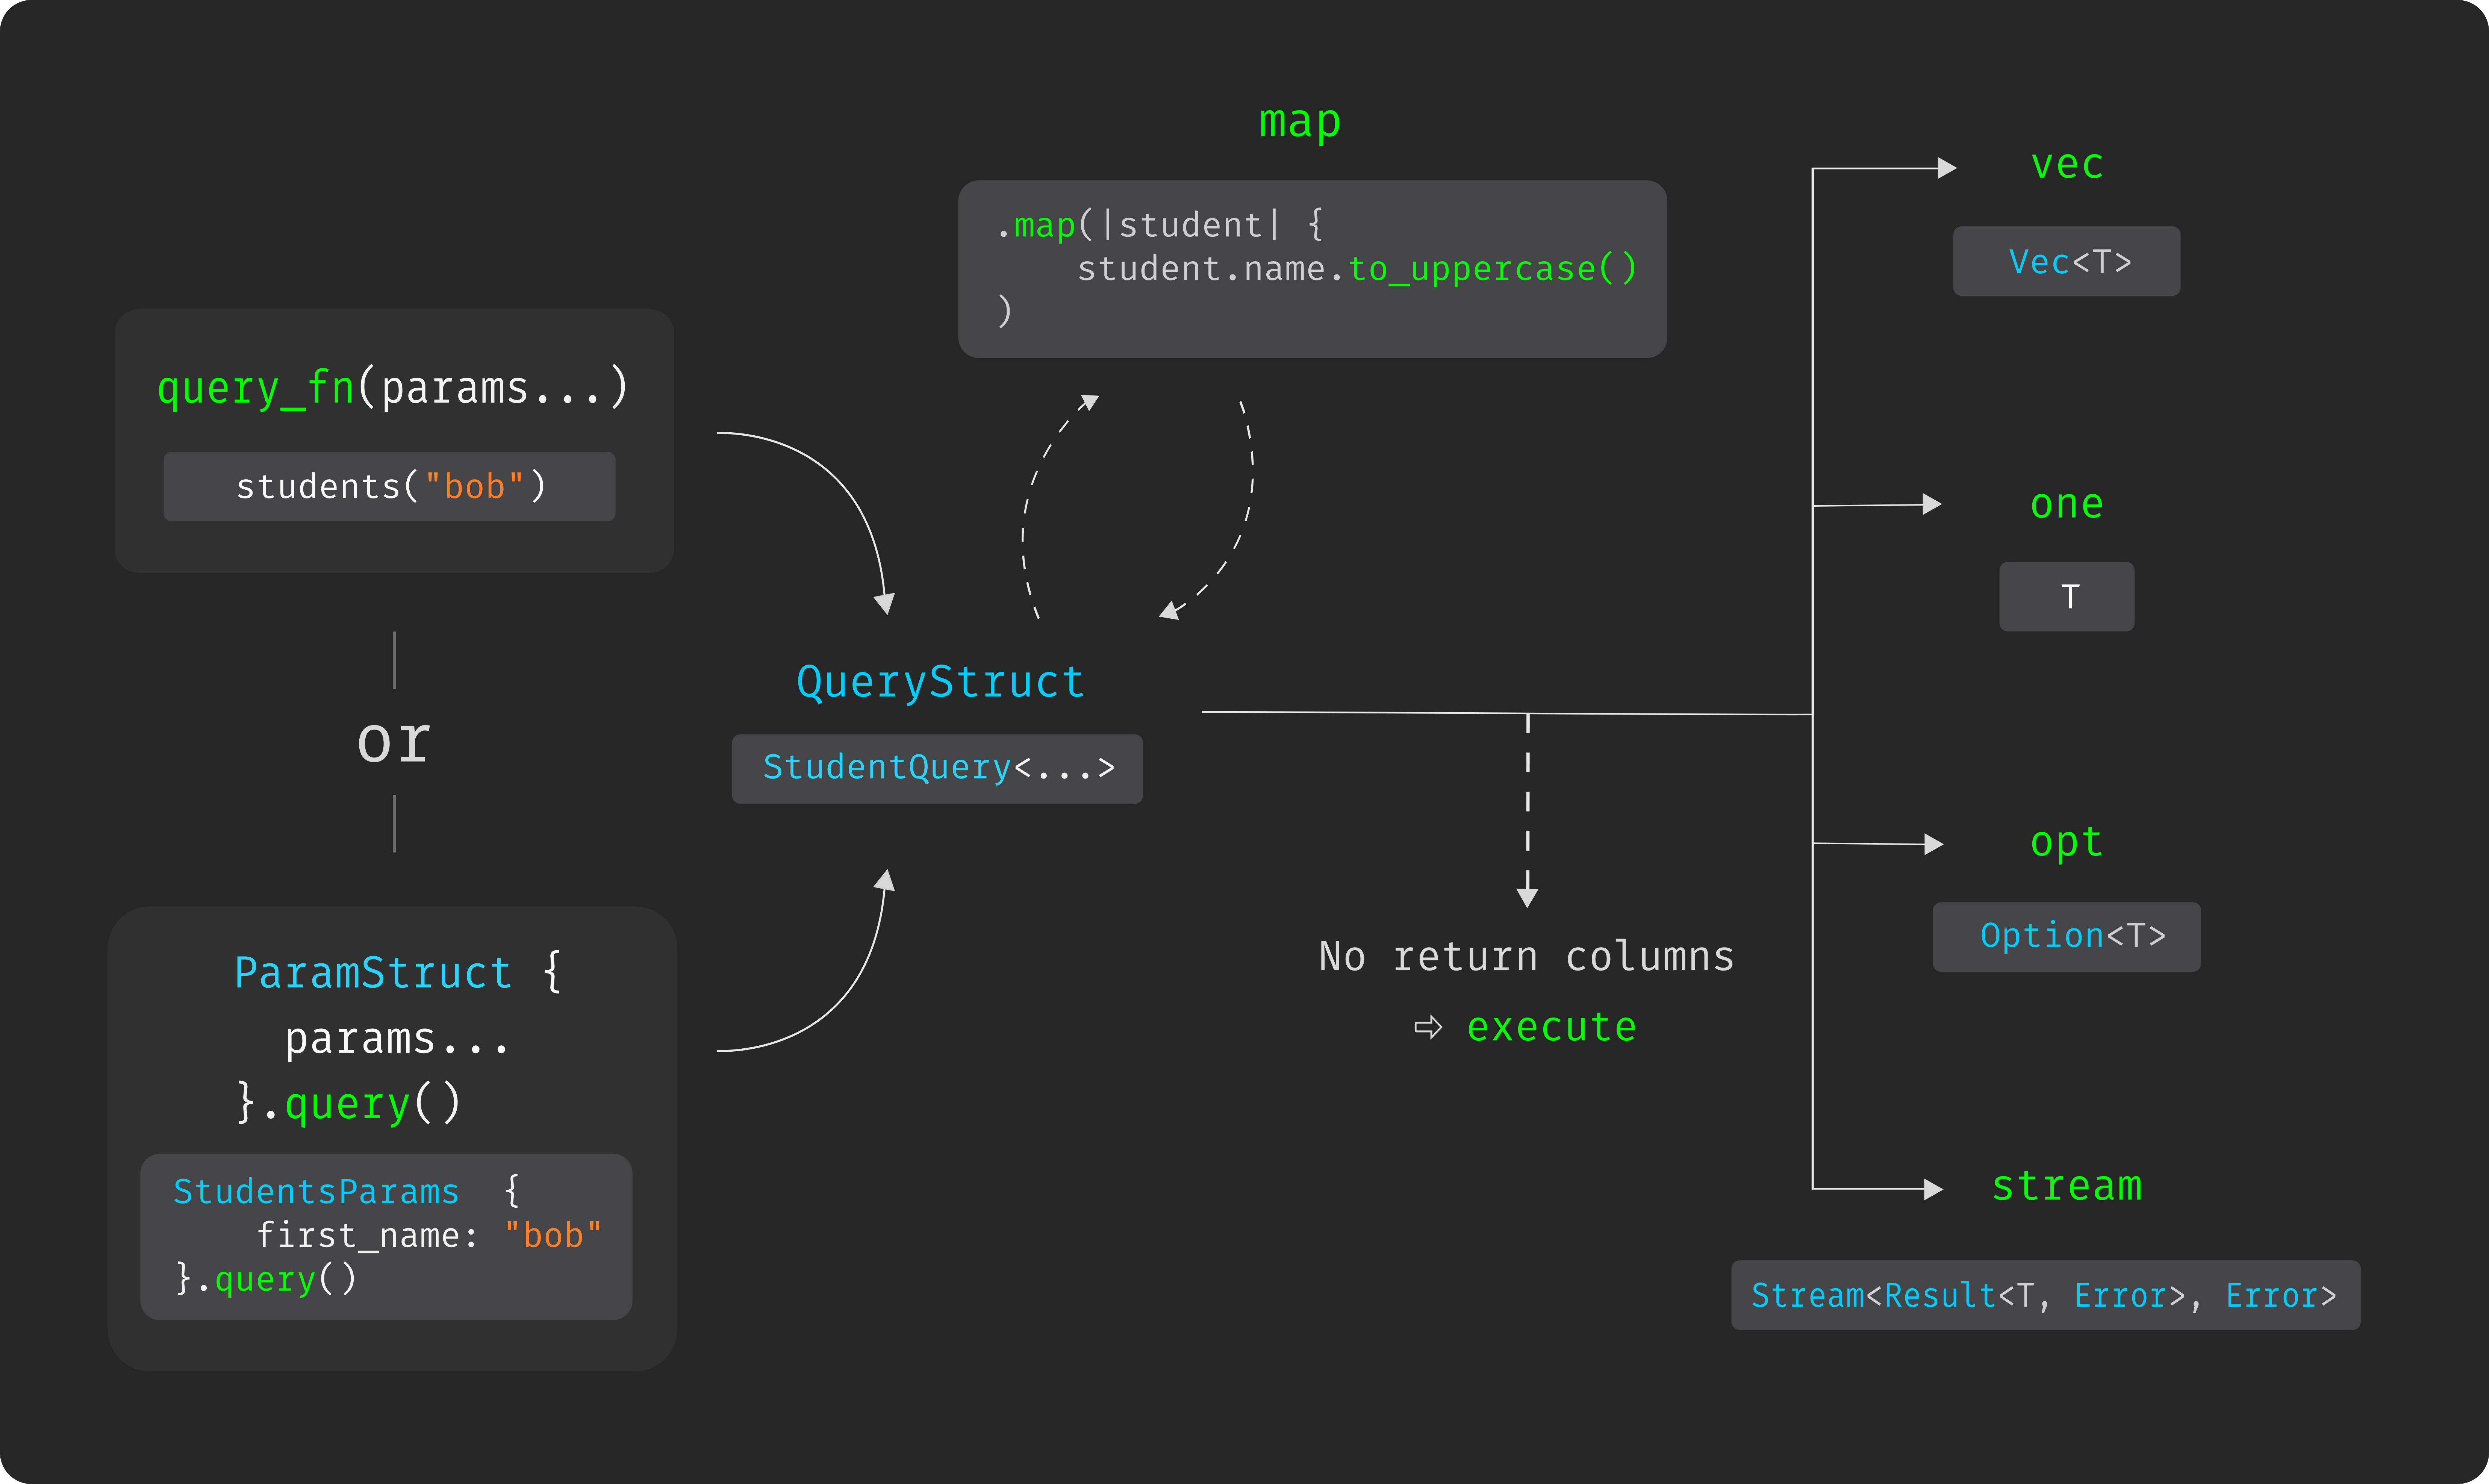 query_fn(params...)
students("bob")
or
ParamStruct {
params...
}.query()
StudentsParams {
first_name: "bob"
}.query()
map
.map(|student| {
student.name.to_uppercase()
)
QueryStruct
StudentQuery<...>
No return columns
➩ execute
vec
Vec<T>
one
T
opt
Option<T>
stream
Stream<Result<T, Error>, Error>